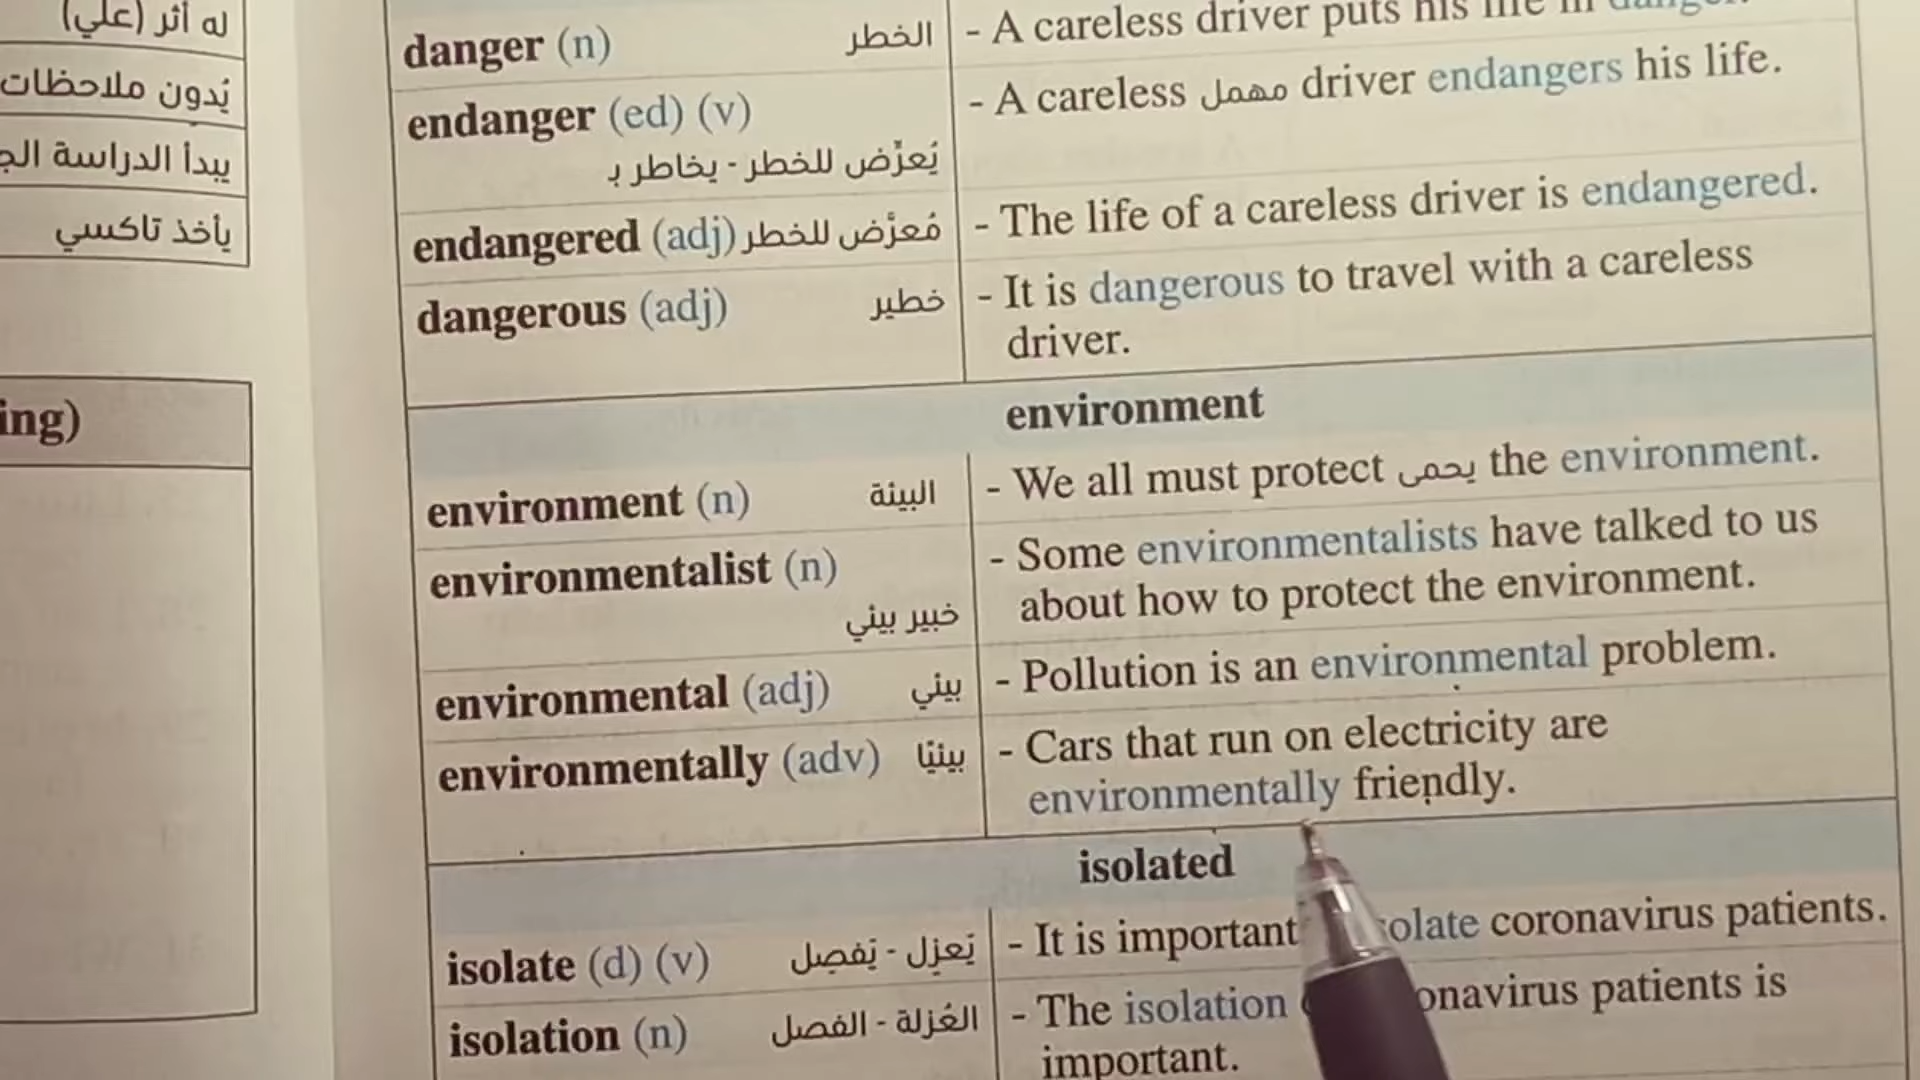 له أثر (علي)
يُدون ملاحظات
يبدأ الدراسة
يأخذ تاكسي
ing)
danger (n) الخطر
- A careless driver puts his life in danger.
endanger (ed) (v)
يُعرِّض للخطر - يخاطر بـ
- A careless مهمل driver endangers his life.
endangered (adj) مُعرَّض للخطر
- The life of a careless driver is endangered.
dangerous (adj) خطير
- It is dangerous to travel with a careless
driver.
environment
environment (n) البيئة
- We all must protect يحمى the environment.
environmentalist (n)
خبير بيئي
- Some environmentalists have talked to us
about how to protect the environment.
environmental (adj) بيئي
- Pollution is an environmental problem.
environmentally (adv) بيئيًا
- Cars that run on electricity are
environmentally friendly.
isolated
isolate (d) (v) يَعزِل - يَفصِل
- It is important olate coronavirus patients.
isolation (n) العُزلة - الفصل
- The isolation onavirus patients is
important.